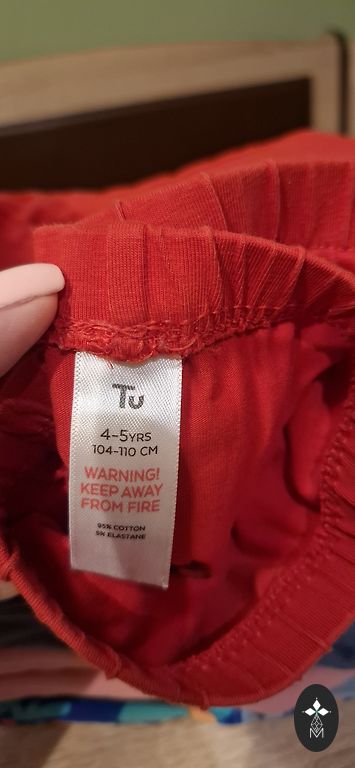 Tu
4-5YRS
104-110 CM
WARNING!
KEEP AWAY
FROM FIRE
95% COTTON
5% ELASTANE
M